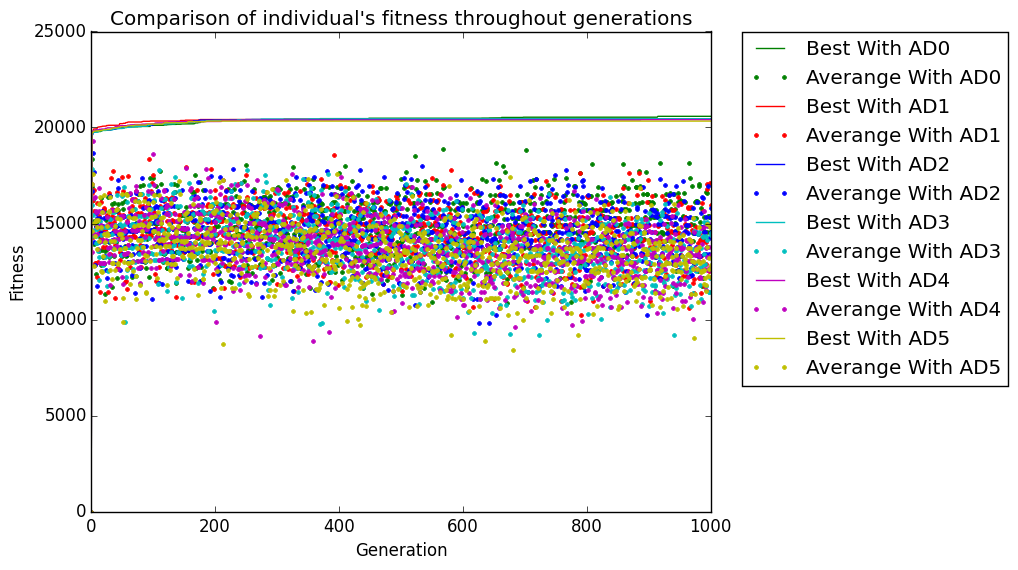 Comparison of individual's fitness throughout generations
25000
20000
15000
10000
5000
0
Fitness
0 200 400 600 800 1000
Generation
Best With AD0
Averange With AD0
Best With AD1
Averange With AD1
Best With AD2
Averange With AD2
Best With AD3
Averange With AD3
Best With AD4
Averange With AD4
Best With AD5
Averange With AD5